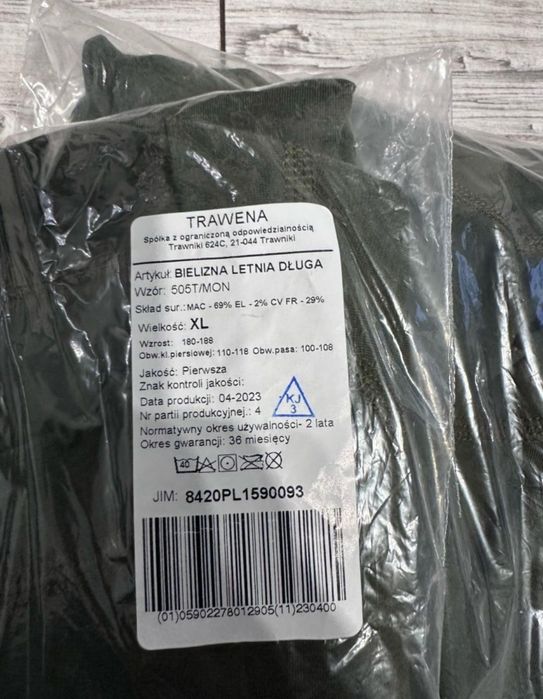 TRAWENA
Spółka z ograniczoną odpowiedzialnością
Trawniki 624C, 21-044 Trawniki
Artykuł: BIELIZNA LETNIA DŁUGA
Wzór: 505T/MON
Skład sur.: MAC - 69% EL - 2% CV FR - 29%
Wielkość: XL
Wzrost: 180-188
Obw.kl.piersiowej: 110-118 Obw.pasa: 100-108
Jakość: Pierwsza
Znak kontroli jakości:
KJ
3
Data produkcji: 04-2023
Nr partii produkcyjnej.: 4
Normatywny okres używalności- 2 lata
Okres gwarancji: 36 miesięcy
40
JIM: 8420PL1590093
(01)05902278012905(11)230400